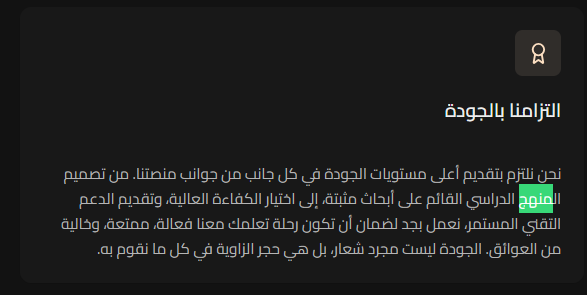 التزامنا بالجودة
نحن نلتزم بتقديم أعلى مستويات الجودة في كل جانب من جوانب منصتنا. من تصميم
المنهج الدراسي القائم على أبحاث مثبتة، إلى اختيار الكفاءة العالية، وتقديم الدعم
التقني المستمر، نعمل بجد لضمان أن تكون رحلة تعلمك معنا فعالة، ممتعة، وخالية
من العوائق. الجودة ليست مجرد شعار، بل هي حجر الزاوية في كل ما نقوم به.